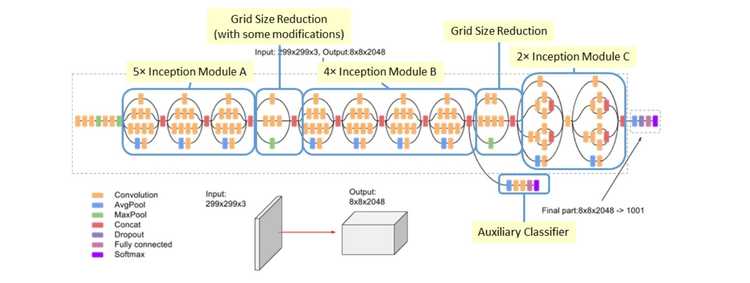 Grid Size Reduction
(with some modifications)
Grid Size Reduction
Input: 299x299x3, Output:8x8x2048
5× Inception Module A
4× Inception Module B
2× Inception Module C
Convolution
AvgPool
MaxPool
Concat
Dropout
Fully connected
Softmax
Input:
299x299x3
Output:
8x8x2048
Auxiliary Classifier
Final part:8x8x2048 -> 1001